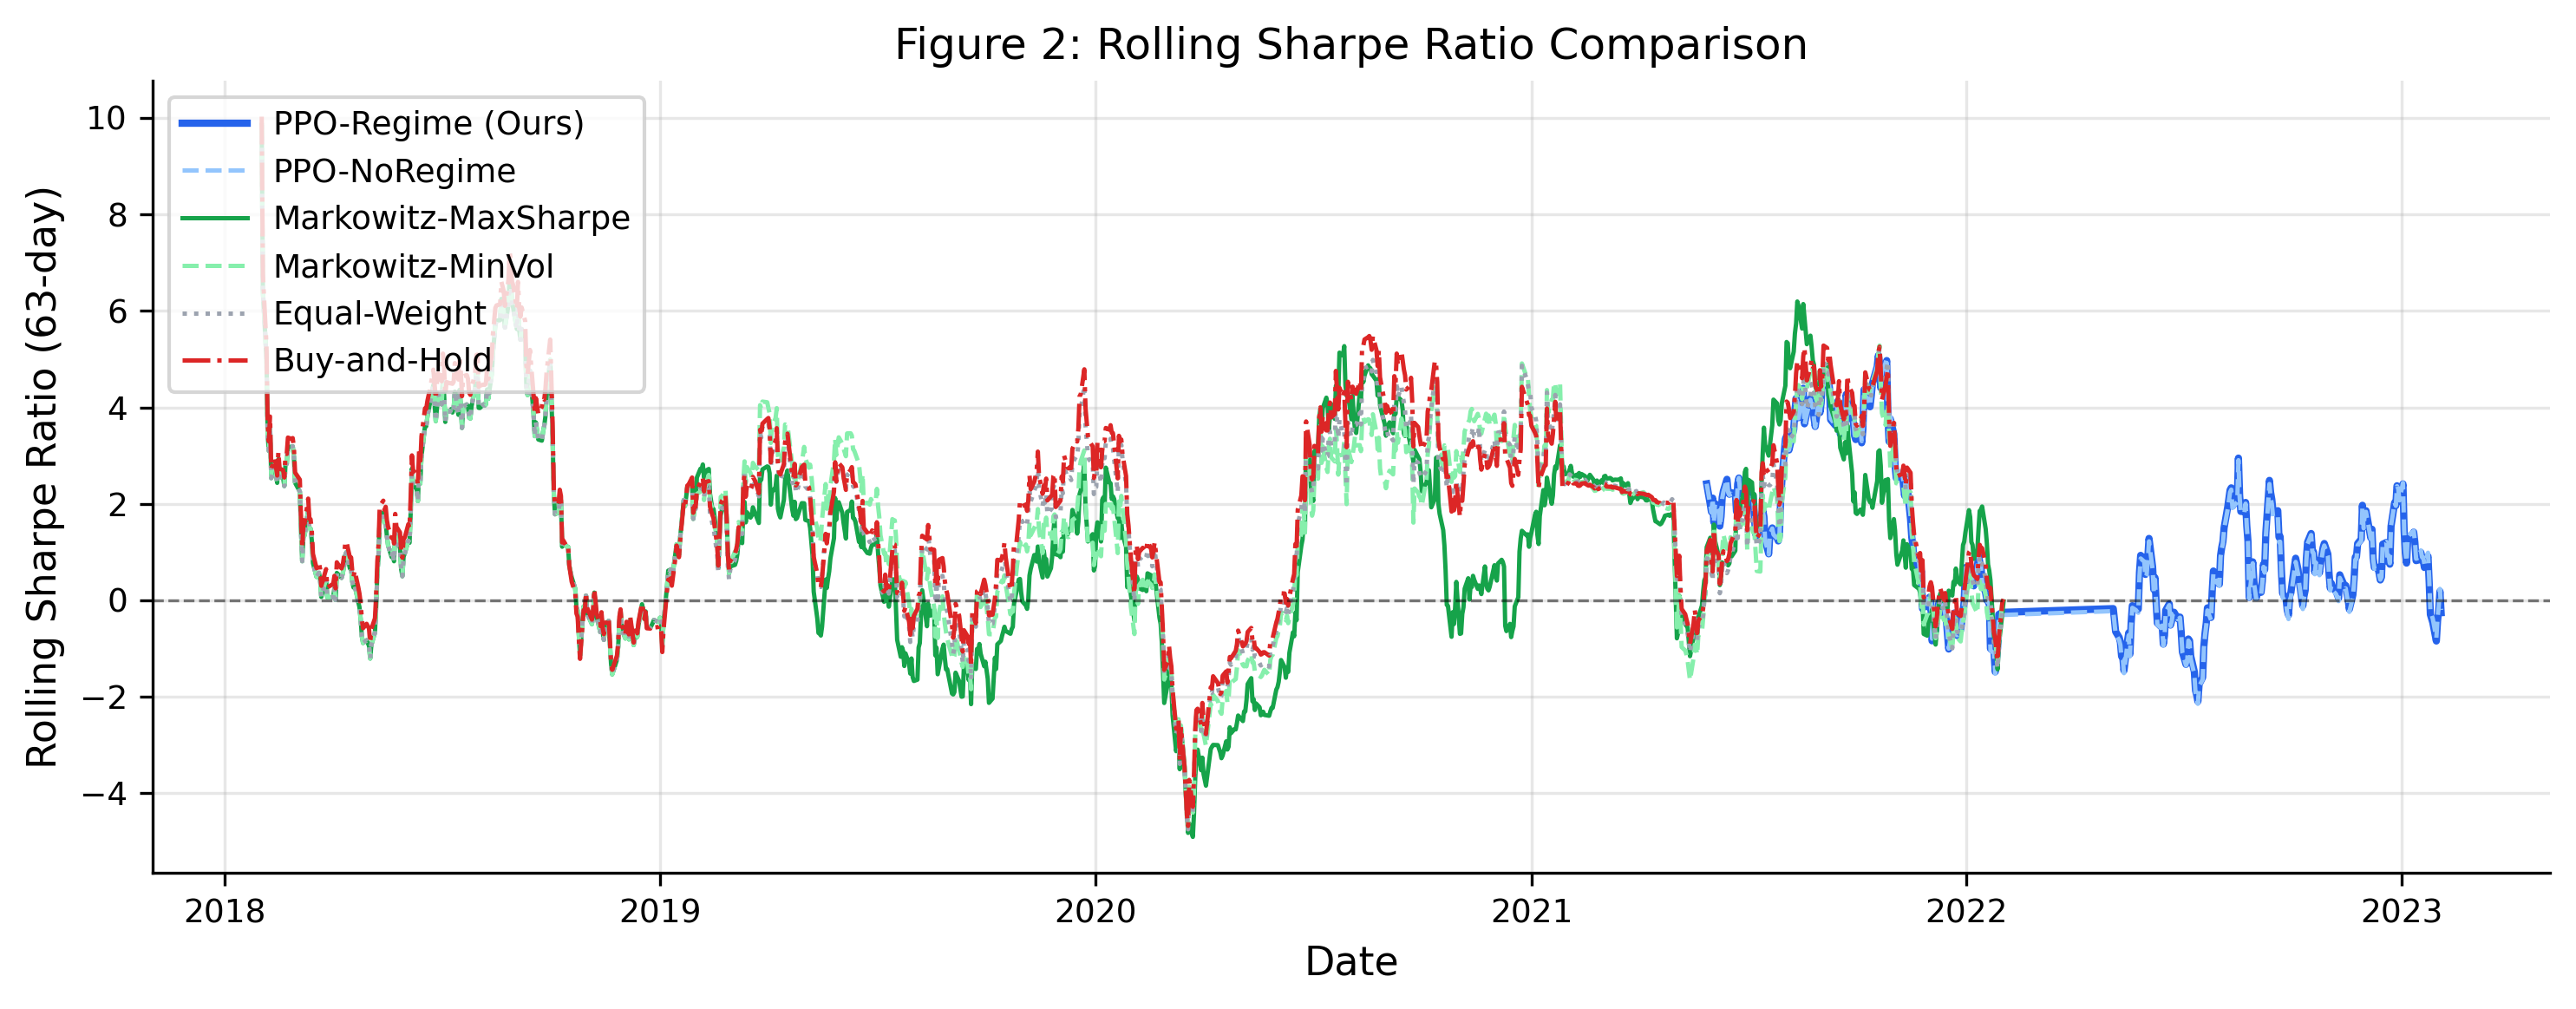 Figure 2: Rolling Sharpe Ratio Comparison
Rolling Sharpe Ratio (63-day)
10
8
6
4
2
0
−2
−4
PPO-Regime (Ours)
PPO-NoRegime
Markowitz-MaxSharpe
Markowitz-MinVol
Equal-Weight
Buy-and-Hold
2018
2019
2020
2021
2022
2023
Date